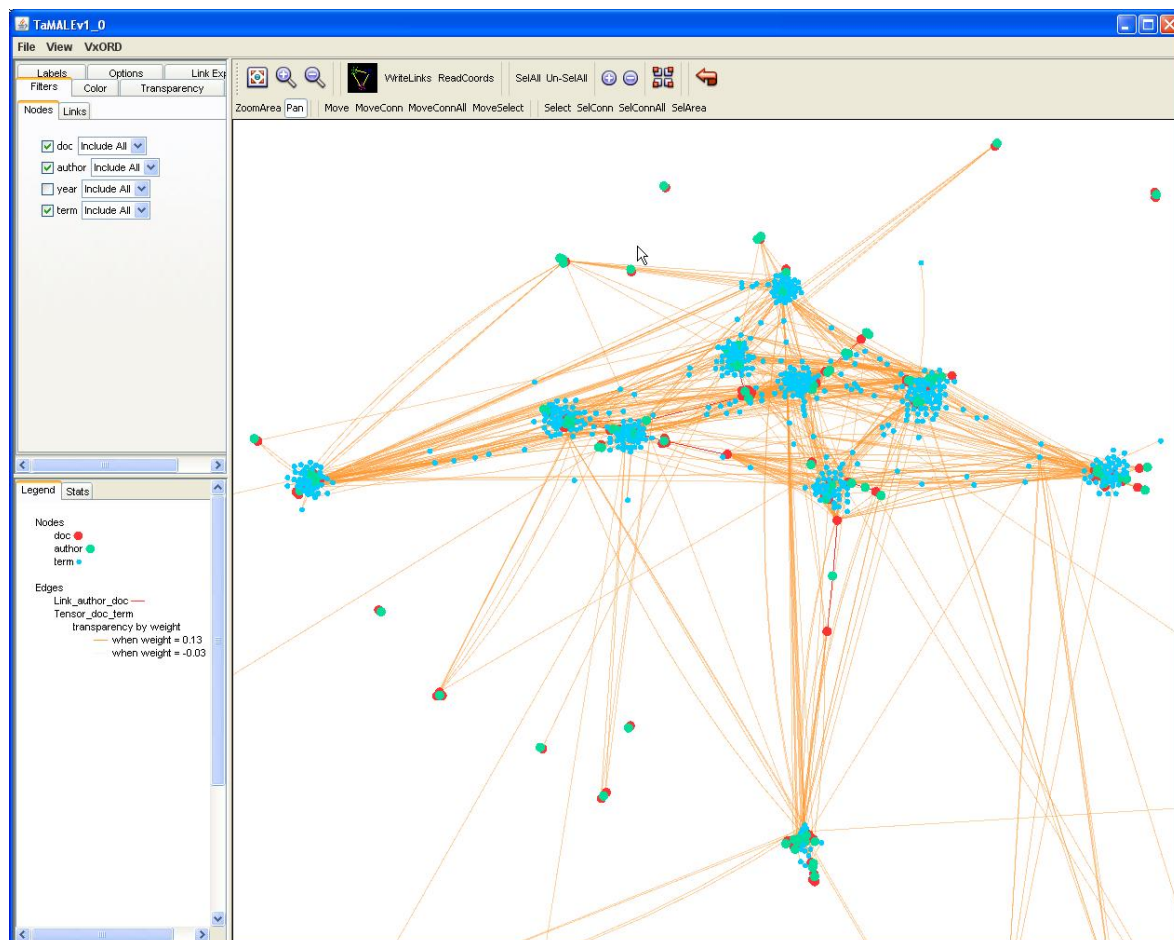 TaMALEv1_0
File View VxORD
Labels Options Link Exp
Filters Color Transparency
Nodes Links
doc Include All
author Include All
year Include All
term Include All
WriteLinks ReadCoords SelAll Un-SelAll
ZoomArea Pan Move MoveConn MoveConnAll MoveSelect Select SelConn SelConnAll SelArea
Legend Stats
Nodes
doc
author
term
Edges
Link_author_doc
Tensor_doc_term
transparency by weight
when weight = 0.13
when weight = -0.03